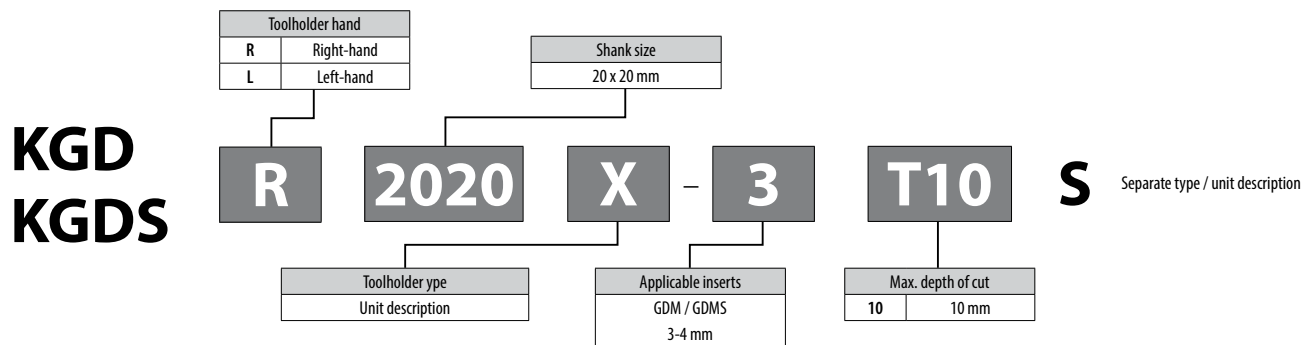 Toolholder hand
R Right-hand
L Left-hand
Shank size
20 x 20 mm
KGD
KGDS
R 2020 X – 3 T10 S Separate type / unit description
Toolholder ype
Unit description
Applicable inserts
GDM / GDMS
3-4 mm
Max. depth of cut
10 10 mm